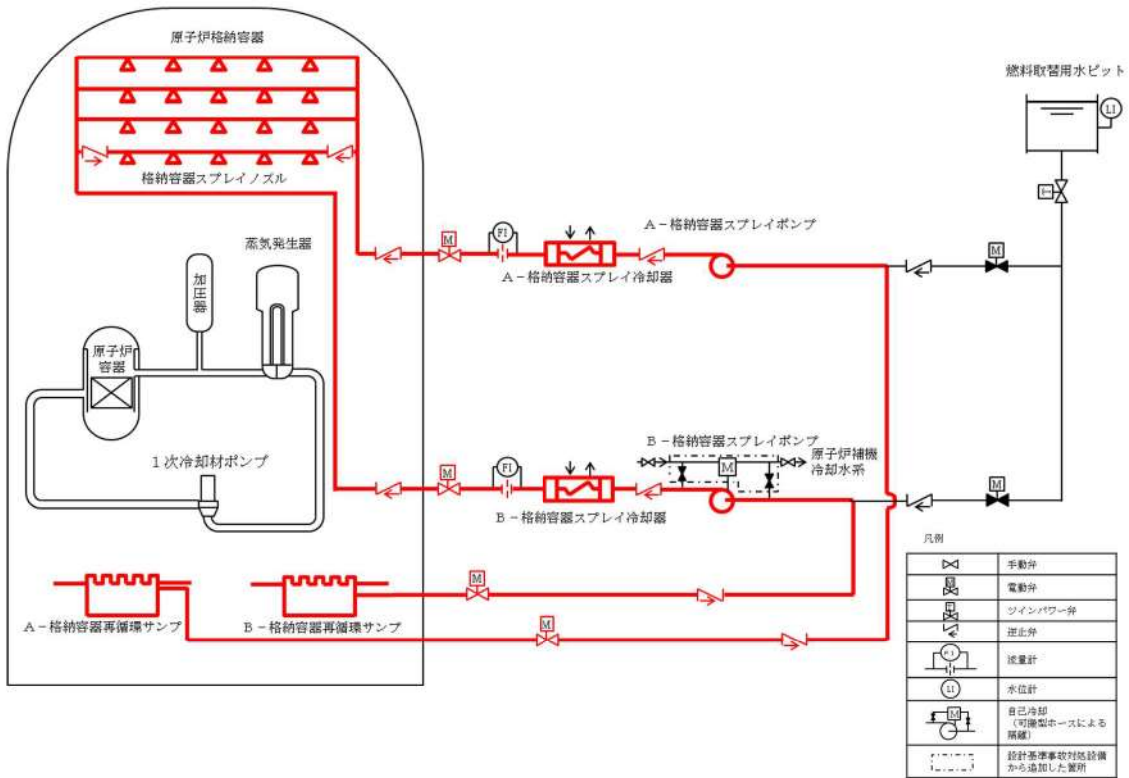 原子炉格納容器
燃料取替用水ピット
LI
T
格納容器スプレイノズル
M
FI
A-格納容器スプレイポンプ
M
A-格納容器スプレイ冷却器
蒸気発生器
加圧器
原子炉
容器
1次冷却材ポンプ
M
FI
B-格納容器スプレイポンプ
M
原子炉補機
冷却水系
M
B-格納容器スプレイ冷却器
M
M
A-格納容器再循環サンプ
B-格納容器再循環サンプ
凡例
手動弁
M
電動弁
T
ツインパワー弁
逆止弁
FI
流量計
LI
水位計
M
自己冷却
(可搬型ホースによる
隔離)
設計基準事故対処設備
から追加した箇所